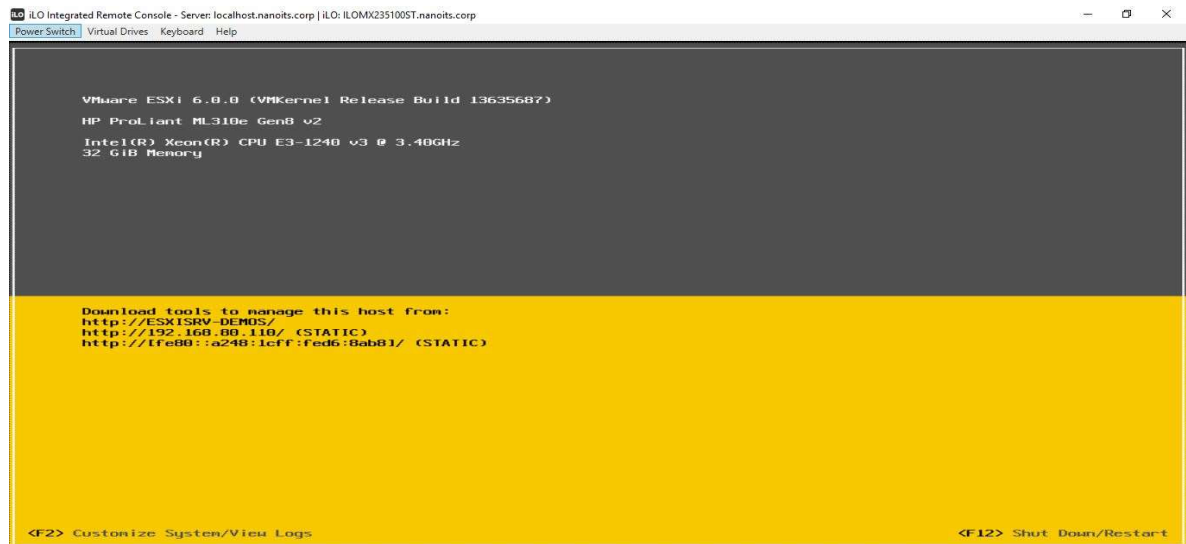 iLO iLO Integrated Remote Console - Server: localhost.nanoits.corp | iLO: ILOMX235100ST.nanoits.corp
Power Switch Virtual Drives Keyboard Help
VMware ESXi 6.0.0 (VMKernel Release Build 13635687)
HP ProLiant ML310e Gen8 v2
Intel(R) Xeon(R) CPU E3-1240 v3 @ 3.40GHz
32 GiB Memory
Download tools to manage this host from:
http://ESXISRV-DEMOS/
http://192.168.80.110/ (STATIC)
http://[fe80::a248:1cff:fed6:8ab8]/ (STATIC)
<F2> Customize System/View Logs <F12> Shut Down/Restart